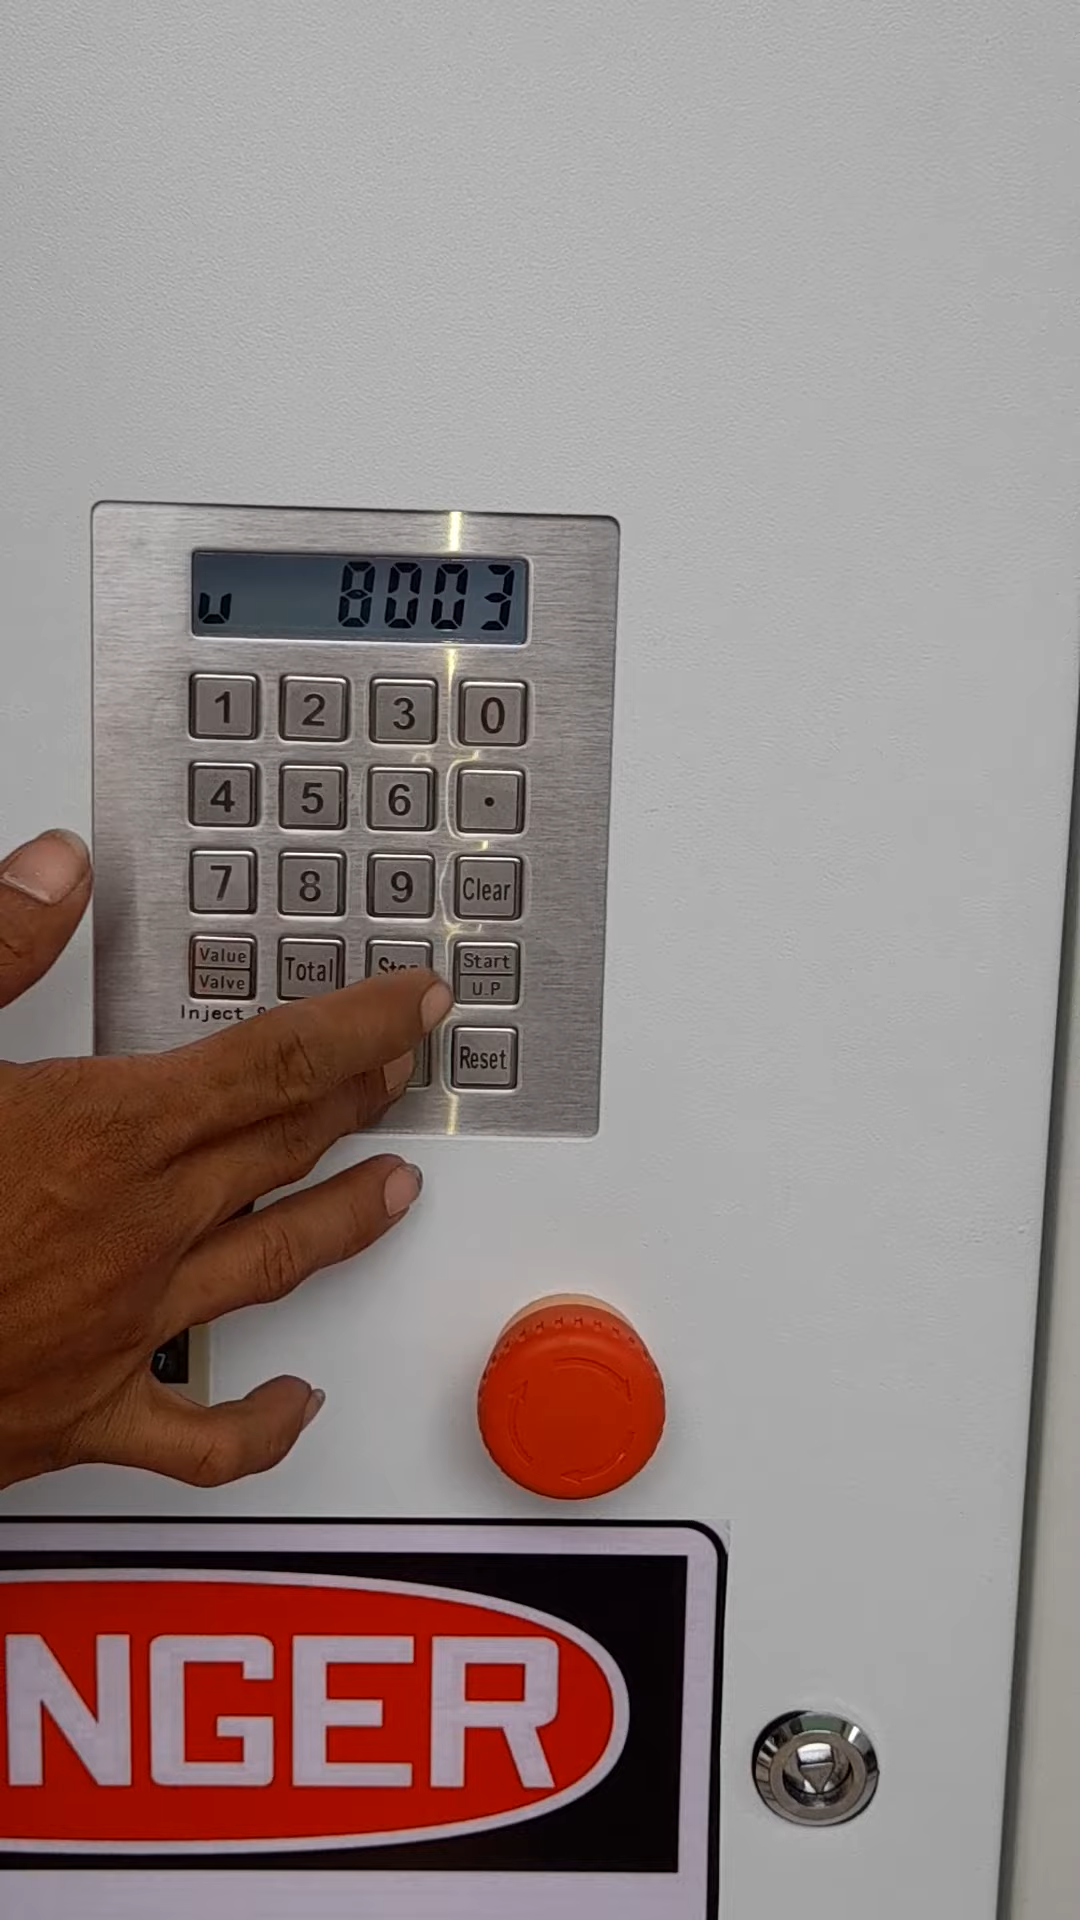 u 8003
1 2 3 0
4 5 6 .
7 8 9 Clear
Value Valve Total Start U.P
Inject
Reset
7
NGER